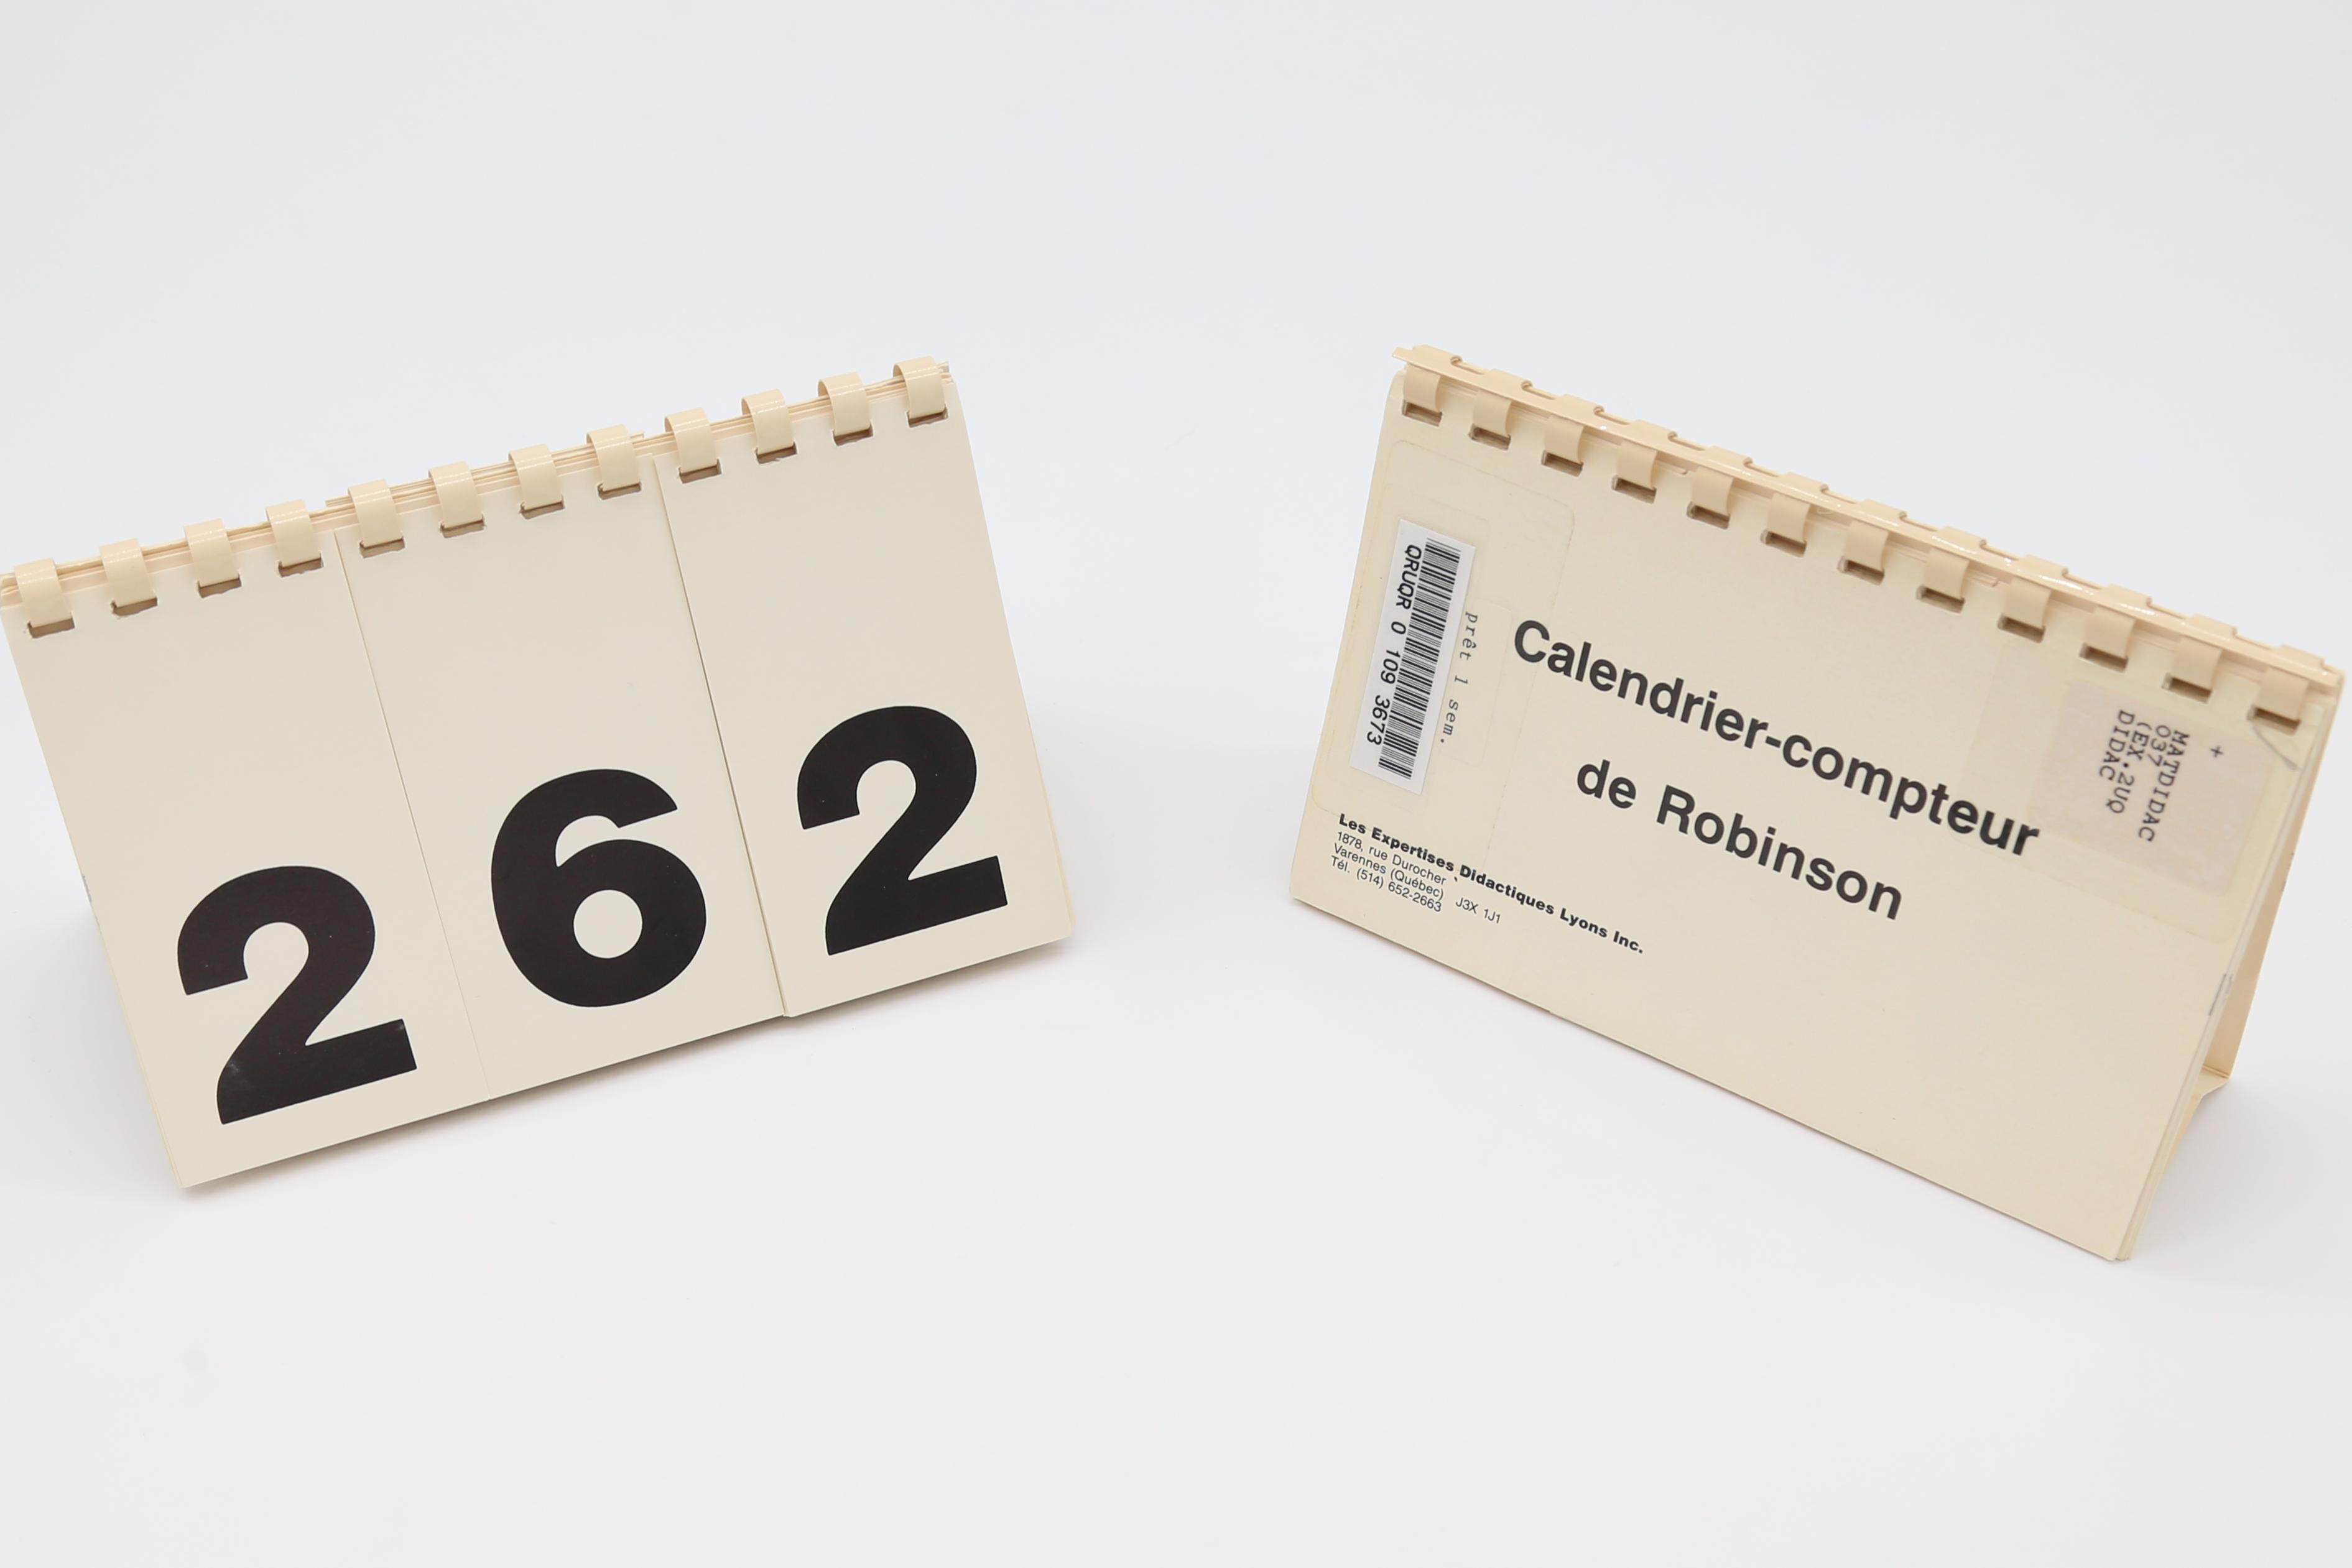 262
Calendrier-compteur
de Robinson
QRUQR 0 109 3673
prêt 1 sem.
Les Expertises Didactiques Lyons Inc.
1878, rue Durocher
Varennes (Québec) J3X 1J1
Tél. (514) 652-2663
+
MATDIDAC
037
(EX.2UQ
DIDAC